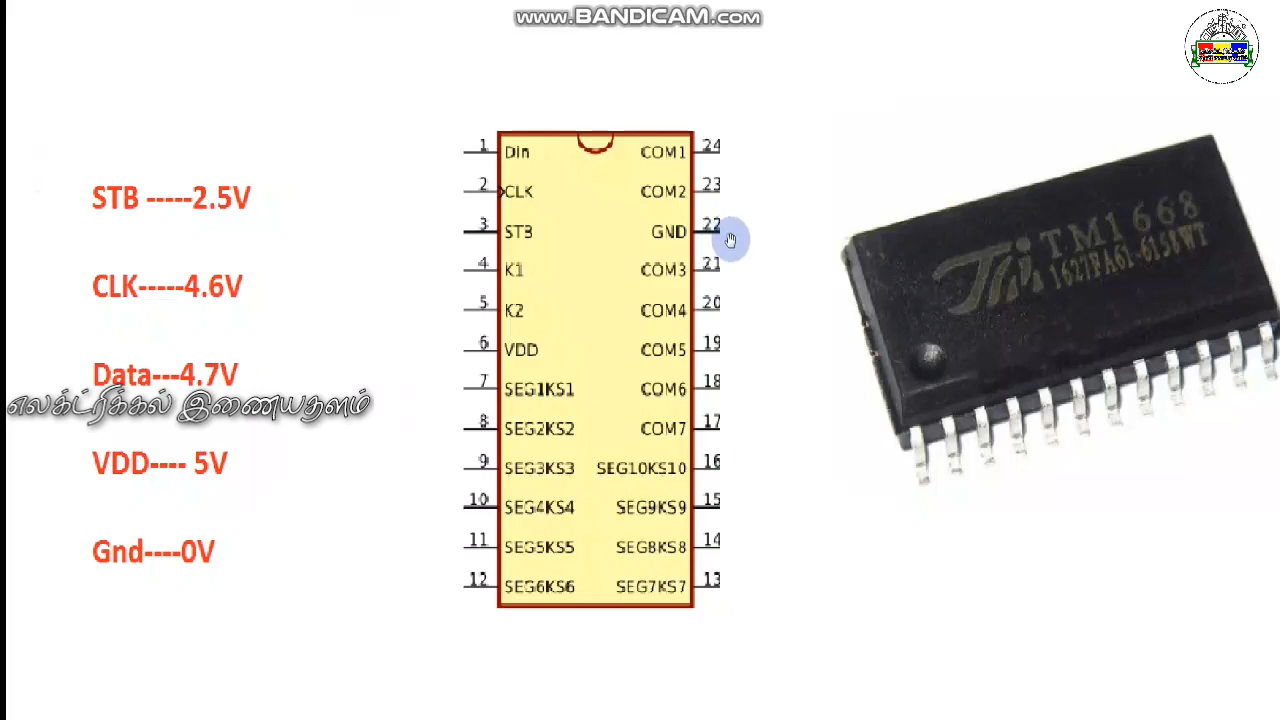 www.BANDICAM.com
STB -----2.5V
CLK-----4.6V
Data---4.7V
எலக்ட்ரிக்கல் இணையதளம்
VDD---- 5V
Gnd----0V
1 Din COM1 24
2 CLK COM2 23
3 STB GND 22
4 K1 COM3 21
5 K2 COM4 20
6 VDD COM5 19
7 SEG1KS1 COM6 18
8 SEG2KS2 COM7 17
9 SEG3KS3 SEG10KS10 16
10 SEG4KS4 SEG9KS9 15
11 SEG5KS5 SEG8KS8 14
12 SEG6KS6 SEG7KS7 13
TM1668